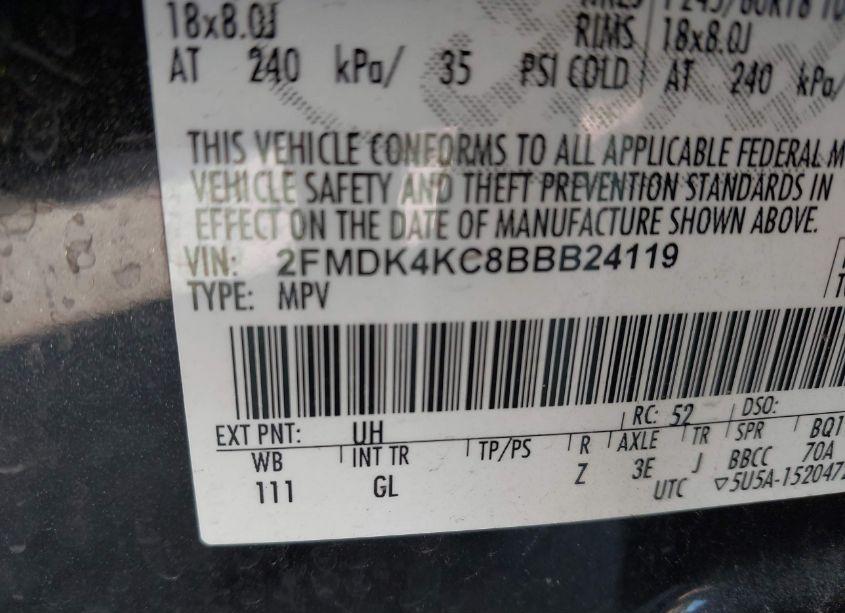 18x8.0J RIMS 18x8.0J
AT 240 kPa/ 35 PSI COLD AT 240 kPa/
THIS VEHICLE CONFORMS TO ALL APPLICABLE FEDERAL M
VEHICLE SAFETY AND THEFT PREVENTION STANDARDS IN
EFFECT ON THE DATE OF MANUFACTURE SHOWN ABOVE.
VIN: 2FMDK4KC8BBB24119
TYPE: MPV
EXT PNT: UH RC: 52 DSO:
WB INT TR TP/PS R AXLE TR SPR BQ1
111 GL Z 3E J BBCC 70A
UTC ▽5U5A-1520472